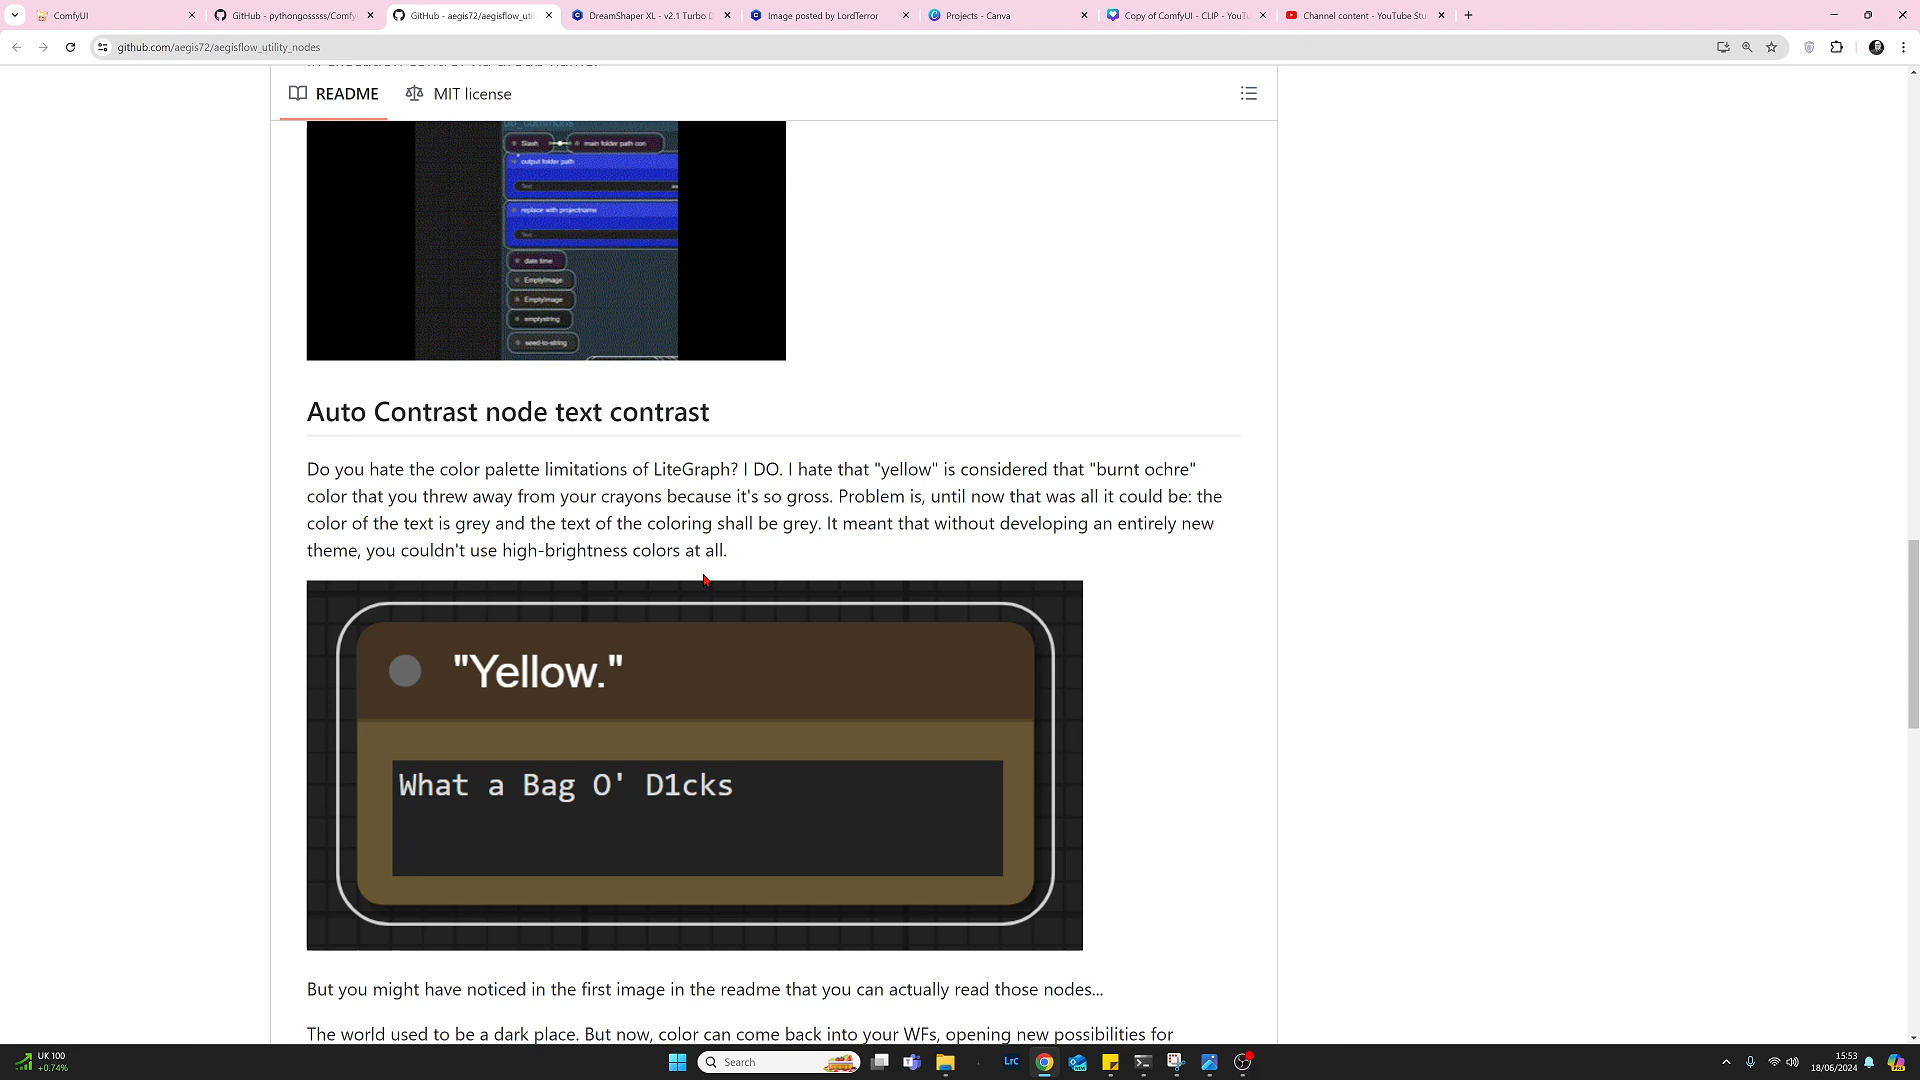 ComfyUI
GitHub - pythongosssss/Comfy
GitHub - aegis72/aegisflow_util
DreamShaper XL - v2.1 Turbo D
Image posted by LordTerror
Projects - Canva
Copy of ComfyUI - CLIP - YouTu
Channel content - YouTube Stu
github.com/aegis72/aegisflow_utility_nodes
README
MIT license
Slash
main folder path con
output folder path
Text
replace with projectname
Text
date time
EmptyImage
EmptyImage
emptystring
seed-to-string
Auto Contrast node text contrast
Do you hate the color palette limitations of LiteGraph? I DO. I hate that "yellow" is considered that "burnt ochre"
color that you threw away from your crayons because it's so gross. Problem is, until now that was all it could be: the
color of the text is grey and the text of the coloring shall be grey. It meant that without developing an entirely new
theme, you couldn't use high-brightness colors at all.
"Yellow."
What a Bag O' D1cks
But you might have noticed in the first image in the readme that you can actually read those nodes...
The world used to be a dark place. But now, color can come back into your WFs, opening new possibilities for
UK 100
+0.74%
Search
LrC
15:53
18/06/2024